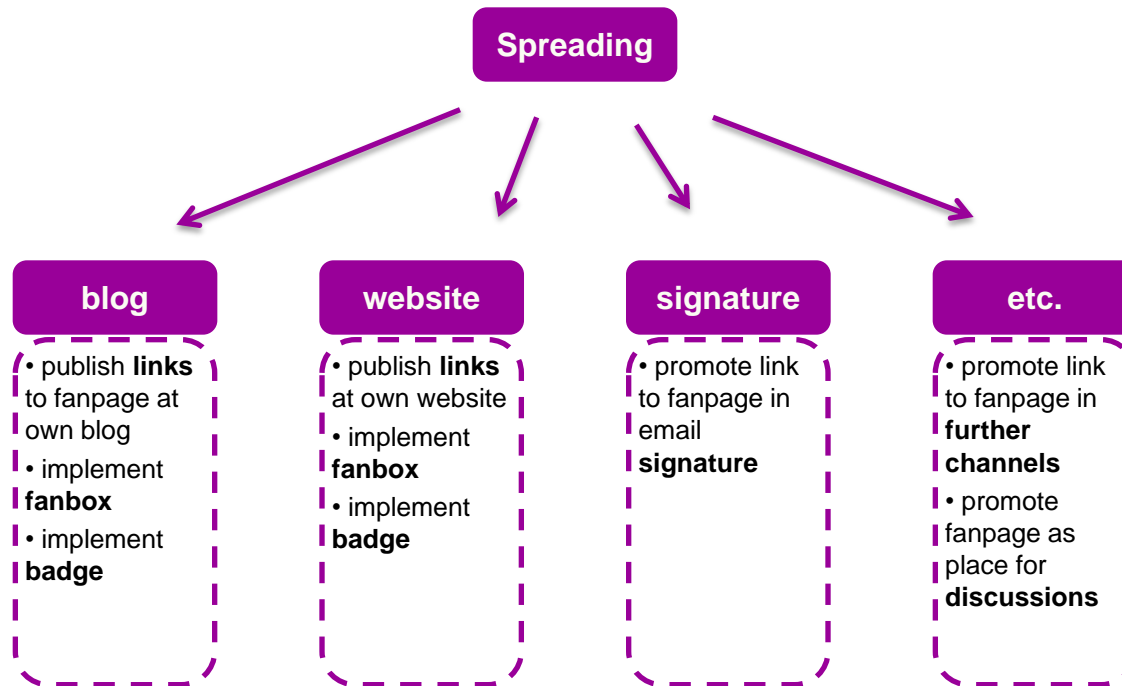 Spreading
blog
• publish links
to fanpage at
own blog
• implement
fanbox
• implement
badge
website
• publish links
at own website
• implement
fanbox
• implement
badge
signature
• promote link
to fanpage in
email
signature
etc.
• promote link
to fanpage in
further
channels
• promote
fanpage as
place for
discussions